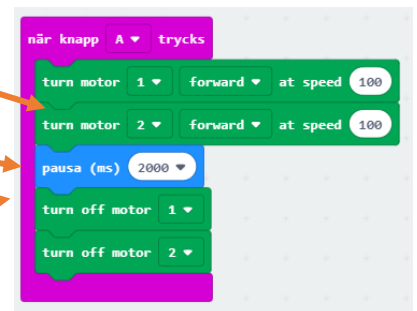 när knapp A trycks
turn motor 1 forward at speed 100
turn motor 2 forward at speed 100
pausa (ms) 2000
turn off motor 1
turn off motor 2